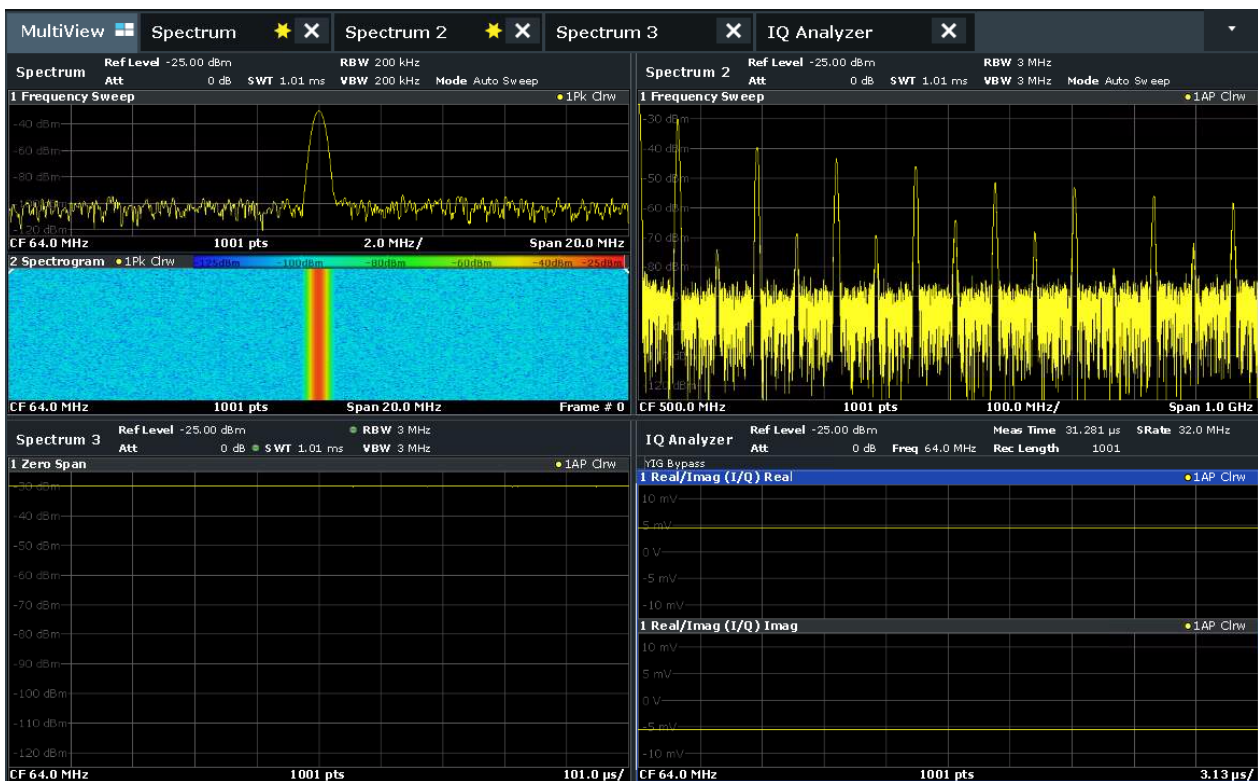 MultiView Spectrum Spectrum 2 Spectrum 3 IQ Analyzer
Spectrum
Ref Level -25.00 dBm RBW 200 kHz
Att 0 dB SWT 1.01 ms VBW 200 kHz Mode Auto Sweep
1 Frequency Sweep 1Pk Clrw
-40 dBm
-60 dBm
-80 dBm
-120 dBm
CF 64.0 MHz 1001 pts 2.0 MHz/ Span 20.0 MHz
2 Spectrogram 1Pk Clrw -125dBm -100dBm -80dBm -60dBm -40dBm -25dBm
CF 64.0 MHz 1001 pts Span 20.0 MHz Frame # 0
Spectrum 2
Ref Level -25.00 dBm RBW 3 MHz
Att 0 dB SWT 1.01 ms VBW 3 MHz Mode Auto Sweep
1 Frequency Sweep 1AP Clrw
-30 dBm
-40 dBm
-50 dBm
-60 dBm
-70 dBm
-80 dBm
-120 dBm
CF 500.0 MHz 1001 pts 100.0 MHz/ Span 1.0 GHz
Spectrum 3
Ref Level -25.00 dBm RBW 3 MHz
Att 0 dB SWT 1.01 ms VBW 3 MHz
1 Zero Span 1AP Clrw
-30 dBm
-40 dBm
-50 dBm
-60 dBm
-70 dBm
-80 dBm
-90 dBm
-100 dBm
-110 dBm
-120 dBm
CF 64.0 MHz 1001 pts 101.0 µs/
IQ Analyzer
Ref Level -25.00 dBm Meas Time 31.281 µs SRate 32.0 MHz
Att 0 dB Freq 64.0 MHz Rec Length 1001
YIG Bypass
1 Real/Imag (I/Q) Real 1AP Clrw
10 mV
5 mV
0 V
-5 mV
-10 mV
1 Real/Imag (I/Q) Imag 1AP Clrw
10 mV
5 mV
0 V
-5 mV
-10 mV
CF 64.0 MHz 1001 pts 3.13 µs/